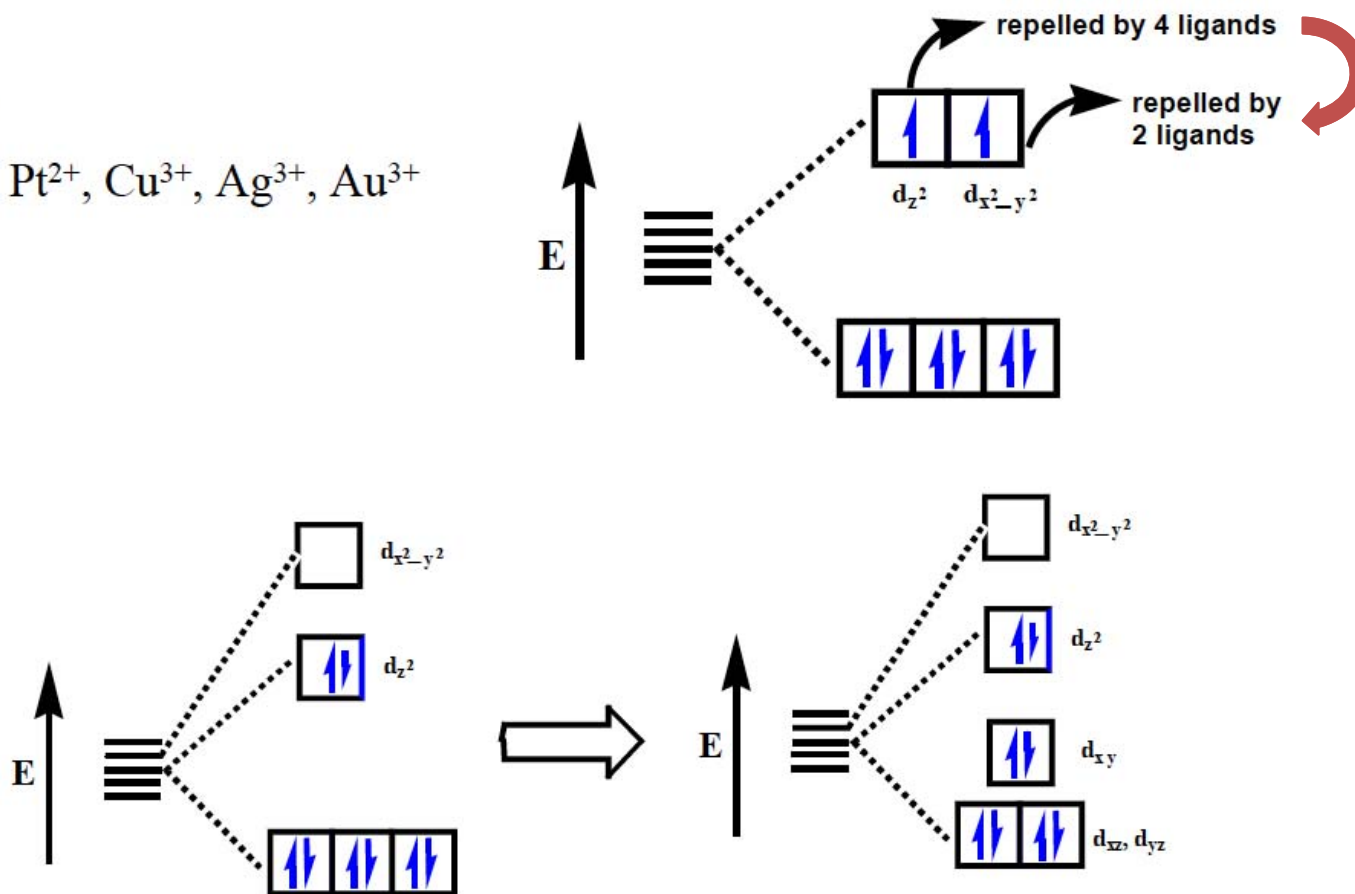 repelled by 4 ligands
repelled by
2 ligands
Pt²⁺, Cu³⁺, Ag³⁺, Au³⁺
E
d_z² d_x²–y²
d_x²–y²
d_z²
E
d_x²–y²
d_z²
E
d_xy
d_xz, d_yz